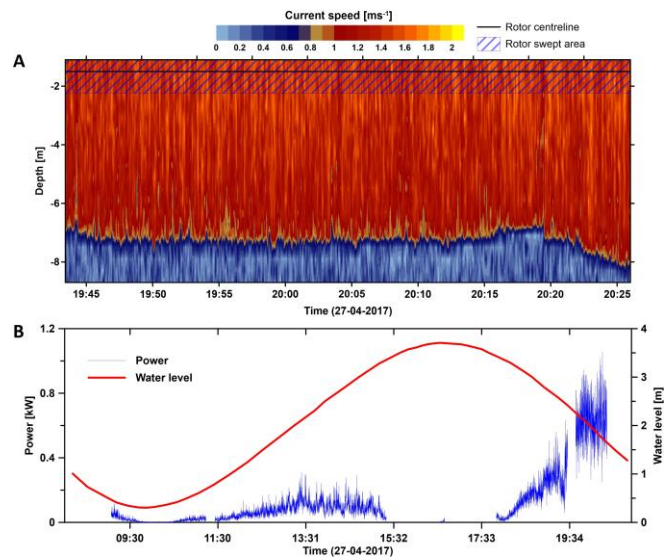 Current speed [ms⁻¹]
0 0.2 0.4 0.6 0.8 1 1.2 1.4 1.6 1.8 2
Rotor centreline
Rotor swept area
A
-2
-4
-6
-8
Depth [m]
19:45 19:50 19:55 20:00 20:05 20:10 20:15 20:20 20:25
Time (27-04-2017)
B
1.2
0.8
0.4
0
Power [kW]
Power
Water level
4
3
2
1
0
Water level [m]
09:30 11:30 13:31 15:32 17:33 19:34
Time (27-04-2017)